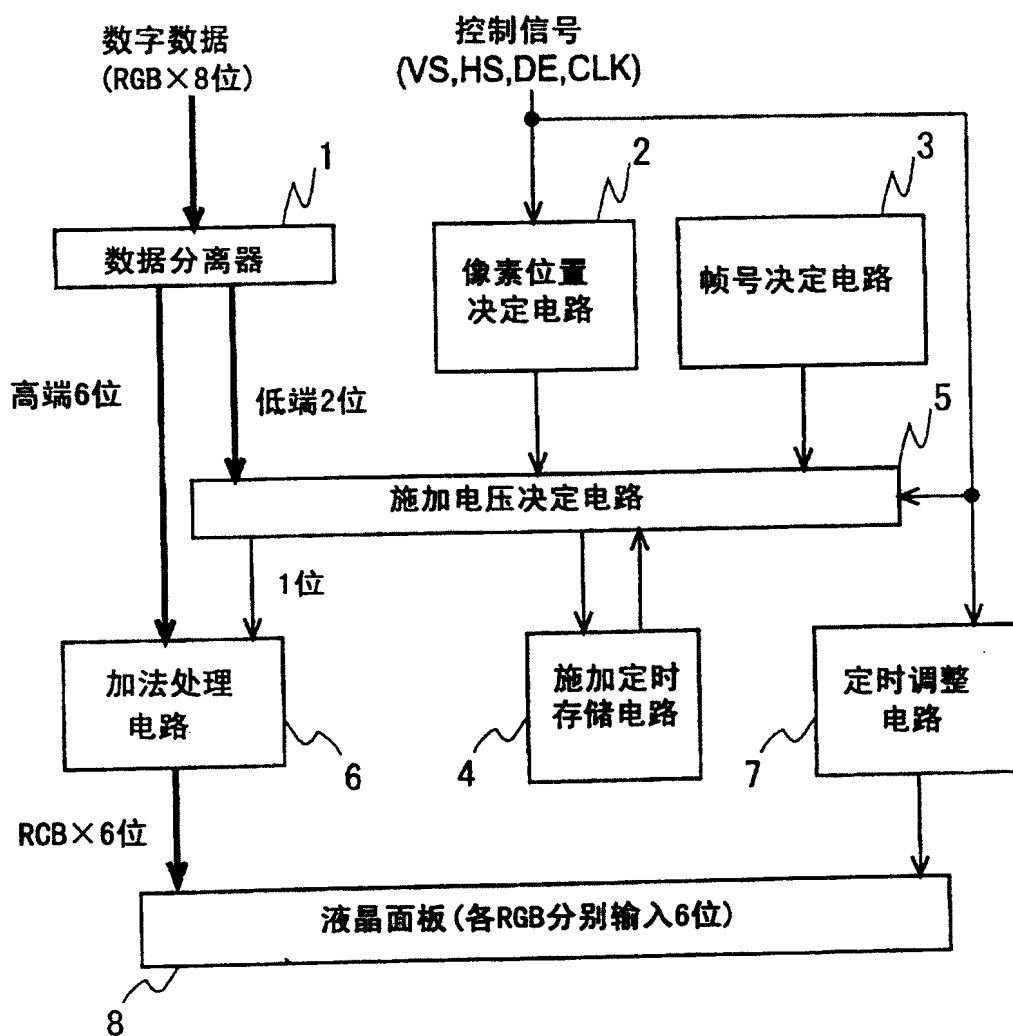 数字数据
(RGB×8位)
控制信号
(VS,HS,DE,CLK)
1
2
3
数据分离器
像素位置
决定电路
帧号决定电路
高端6位
低端2位
5
施加电压决定电路
1位
加法处理
电路
施加定时
存储电路
定时调整
电路
6
4
7
RCB×6位
液晶面板(各RGB分别输入6位)
8